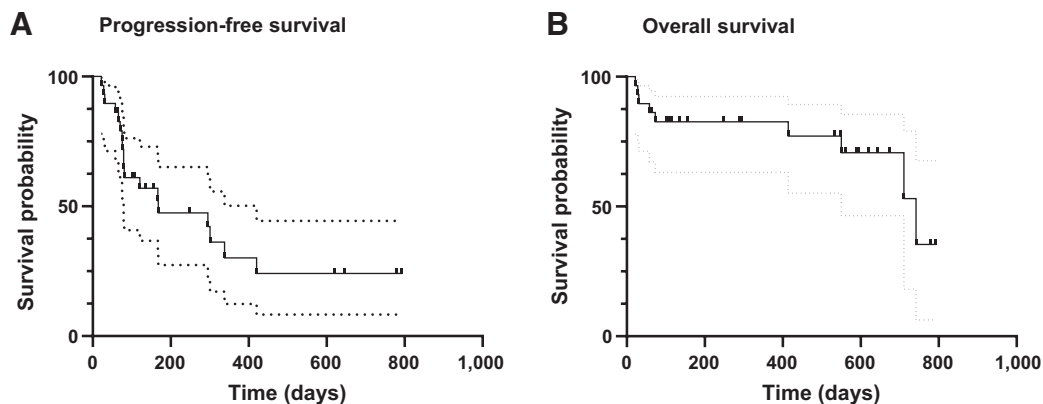 A Progression-free survival
100
50
0
Survival probability
0 200 400 600 800 1,000
Time (days)
B Overall survival
100
50
0
Survival probability
0 200 400 600 800 1,000
Time (days)